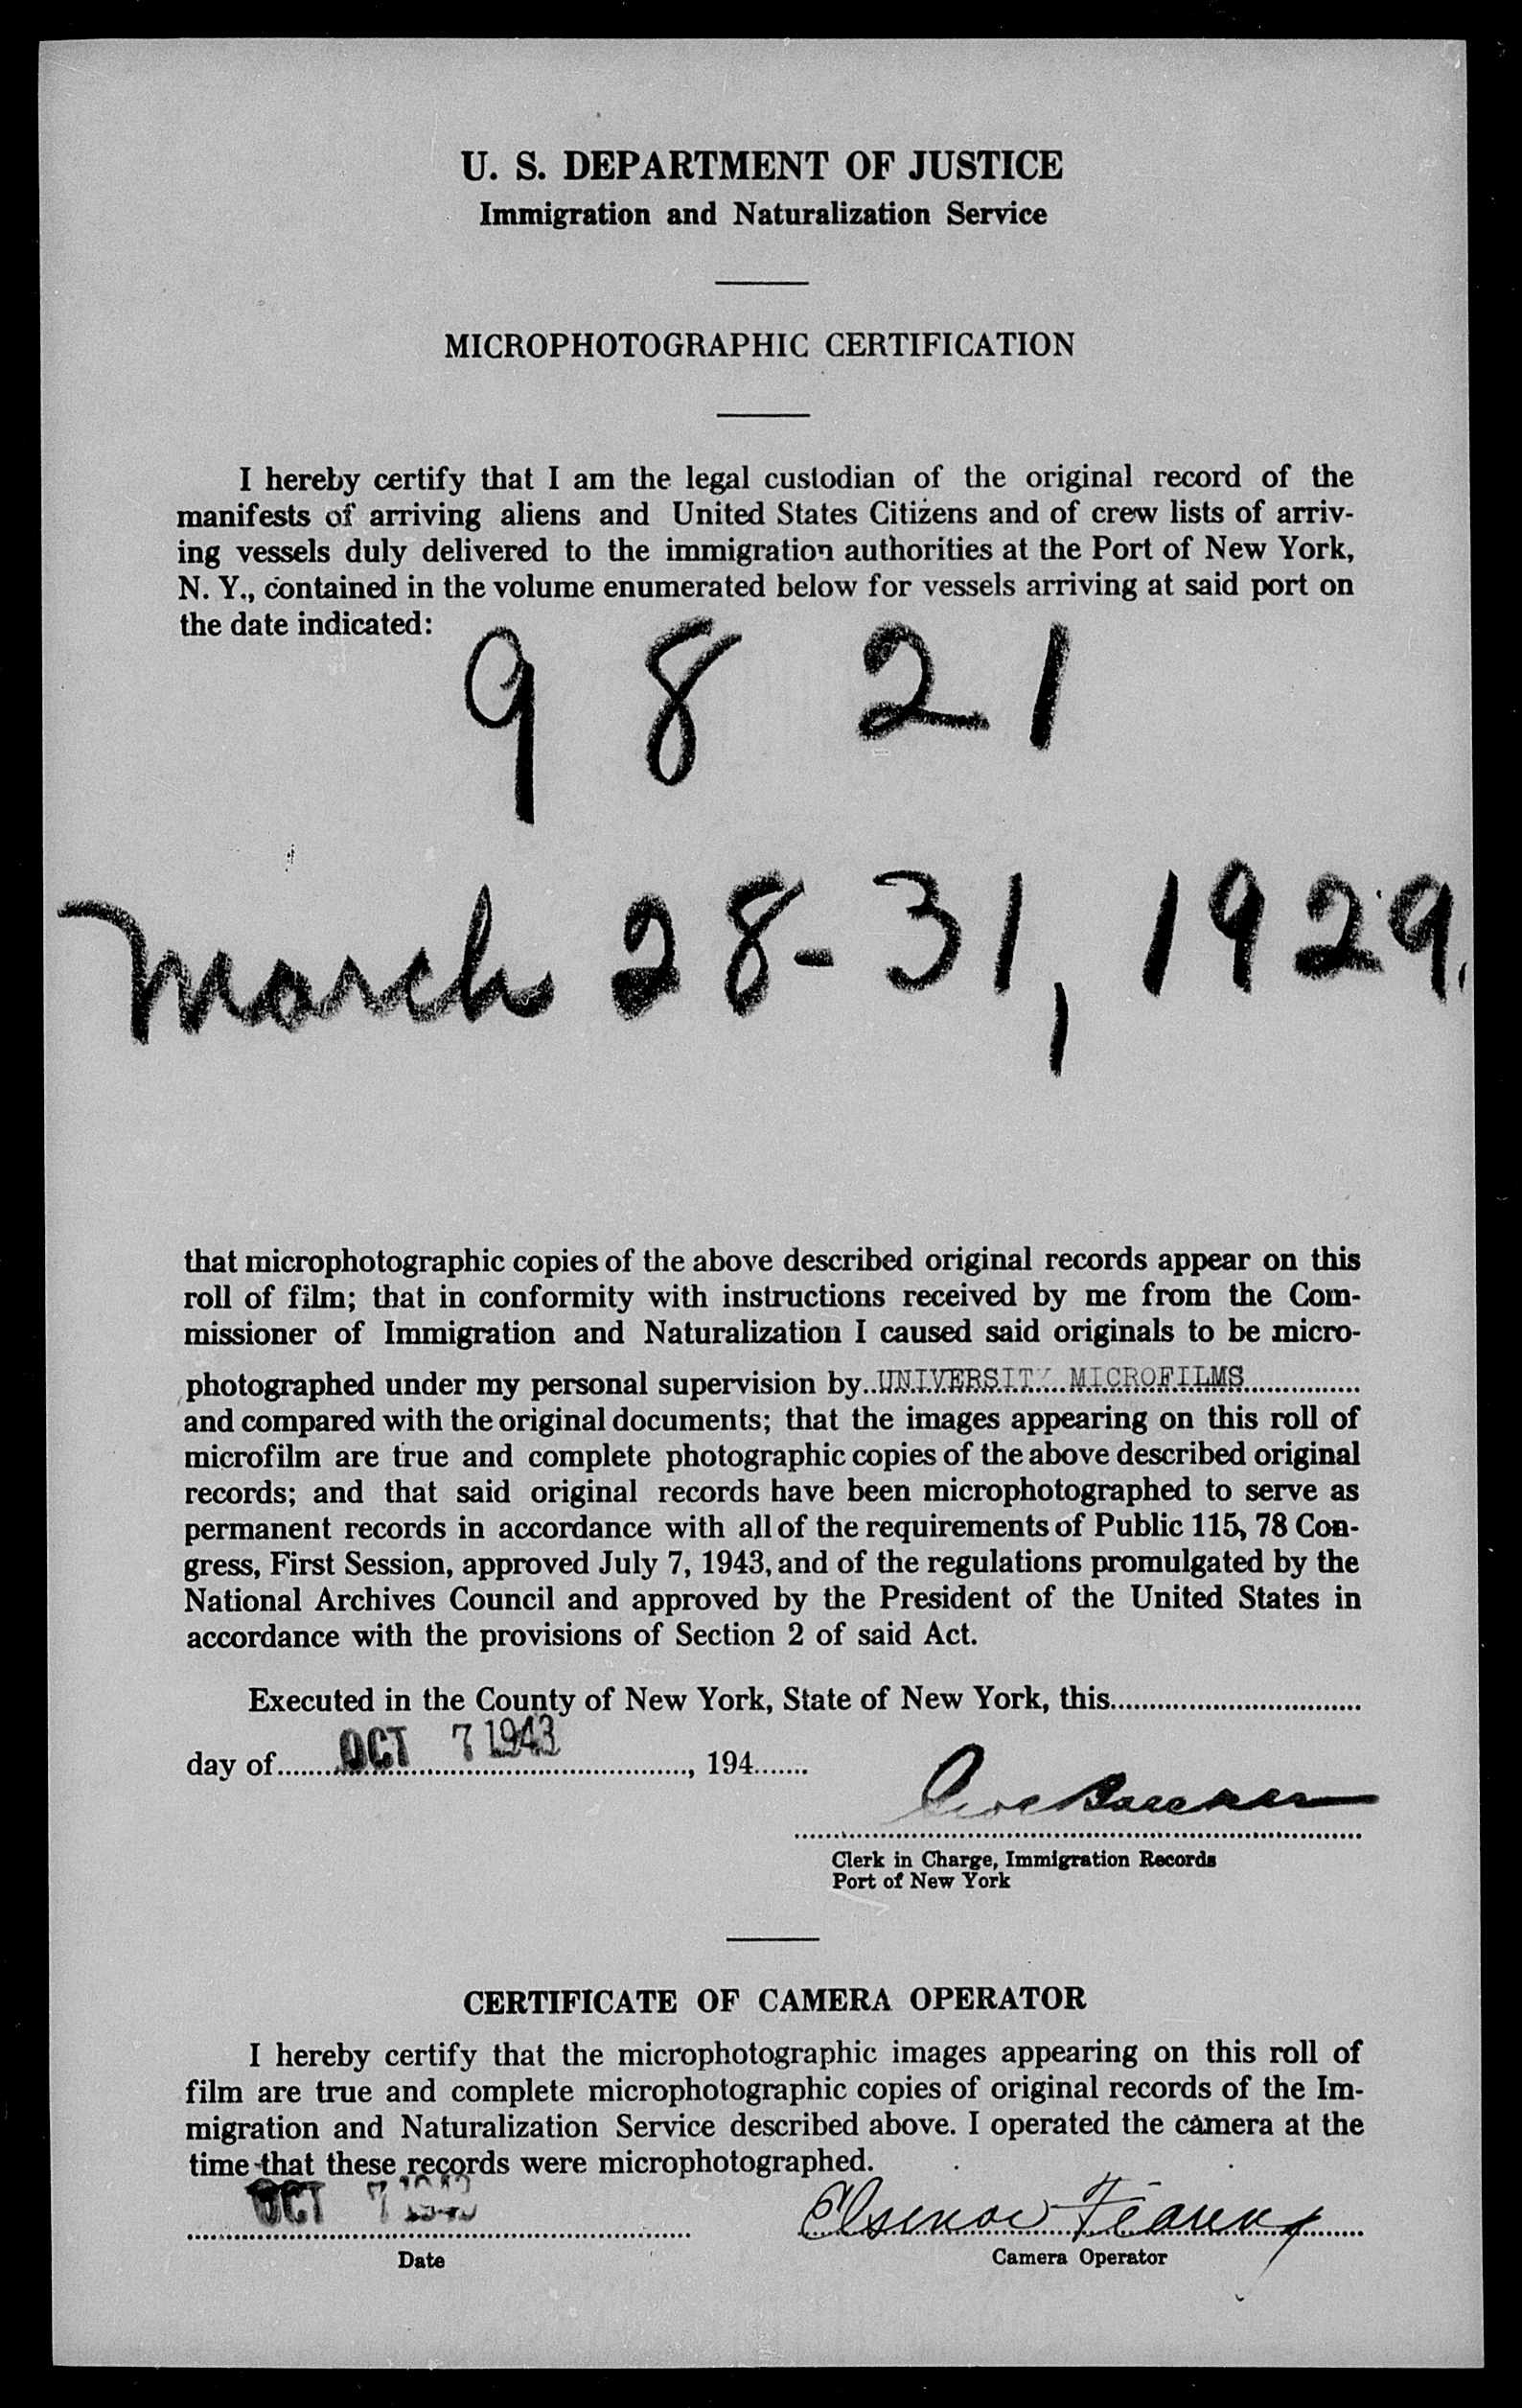 U. S. DEPARTMENT OF JUSTICE
Immigration and Naturalization Service
MICROPHOTOGRAPHIC CERTIFICATION
I hereby certify that I am the legal custodian of the original record of the
manifests of arriving aliens and United States Citizens and of crew lists of arriv-
ing vessels duly delivered to the immigration authorities at the Port of New York,
N. Y., contained in the volume enumerated below for vessels arriving at said port on
the date indicated:
9 8 21
March 28-31, 1929.
that microphotographic copies of the above described original records appear on this
roll of film; that in conformity with instructions received by me from the Com-
missioner of Immigration and Naturalization I caused said originals to be micro-
photographed under my personal supervision by UNIVERSITY MICROFILMS
and compared with the original documents; that the images appearing on this roll of
microfilm are true and complete photographic copies of the above described original
records; and that said original records have been microphotographed to serve as
permanent records in accordance with all of the requirements of Public 115, 78 Con-
gress, First Session, approved July 7, 1943, and of the regulations promulgated by the
National Archives Council and approved by the President of the United States in
accordance with the provisions of Section 2 of said Act.
Executed in the County of New York, State of New York, this
day of OCT 7 1943, 194
Clerk in Charge, Immigration Records
Port of New York
CERTIFICATE OF CAMERA OPERATOR
I hereby certify that the microphotographic images appearing on this roll of
film are true and complete microphotographic copies of original records of the Im-
migration and Naturalization Service described above. I operated the camera at the
time that these records were microphotographed.
OCT 7 1943
Date
Camera Operator